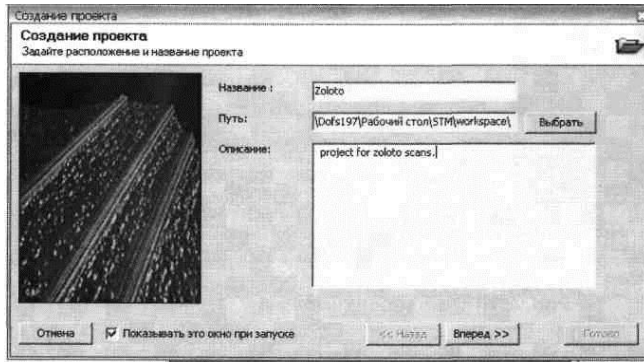 Создание проекта
Создание проекта
Задайте расположение и название проекта
Название :
Zoloto
Путь:
\Dofs197\Рабочий стол\STM\workspace\
Выбрать
Описание:
project for zoloto scans.
Отмена
Показывать это окно при запуске
<< Назад
Вперед >>
Готово